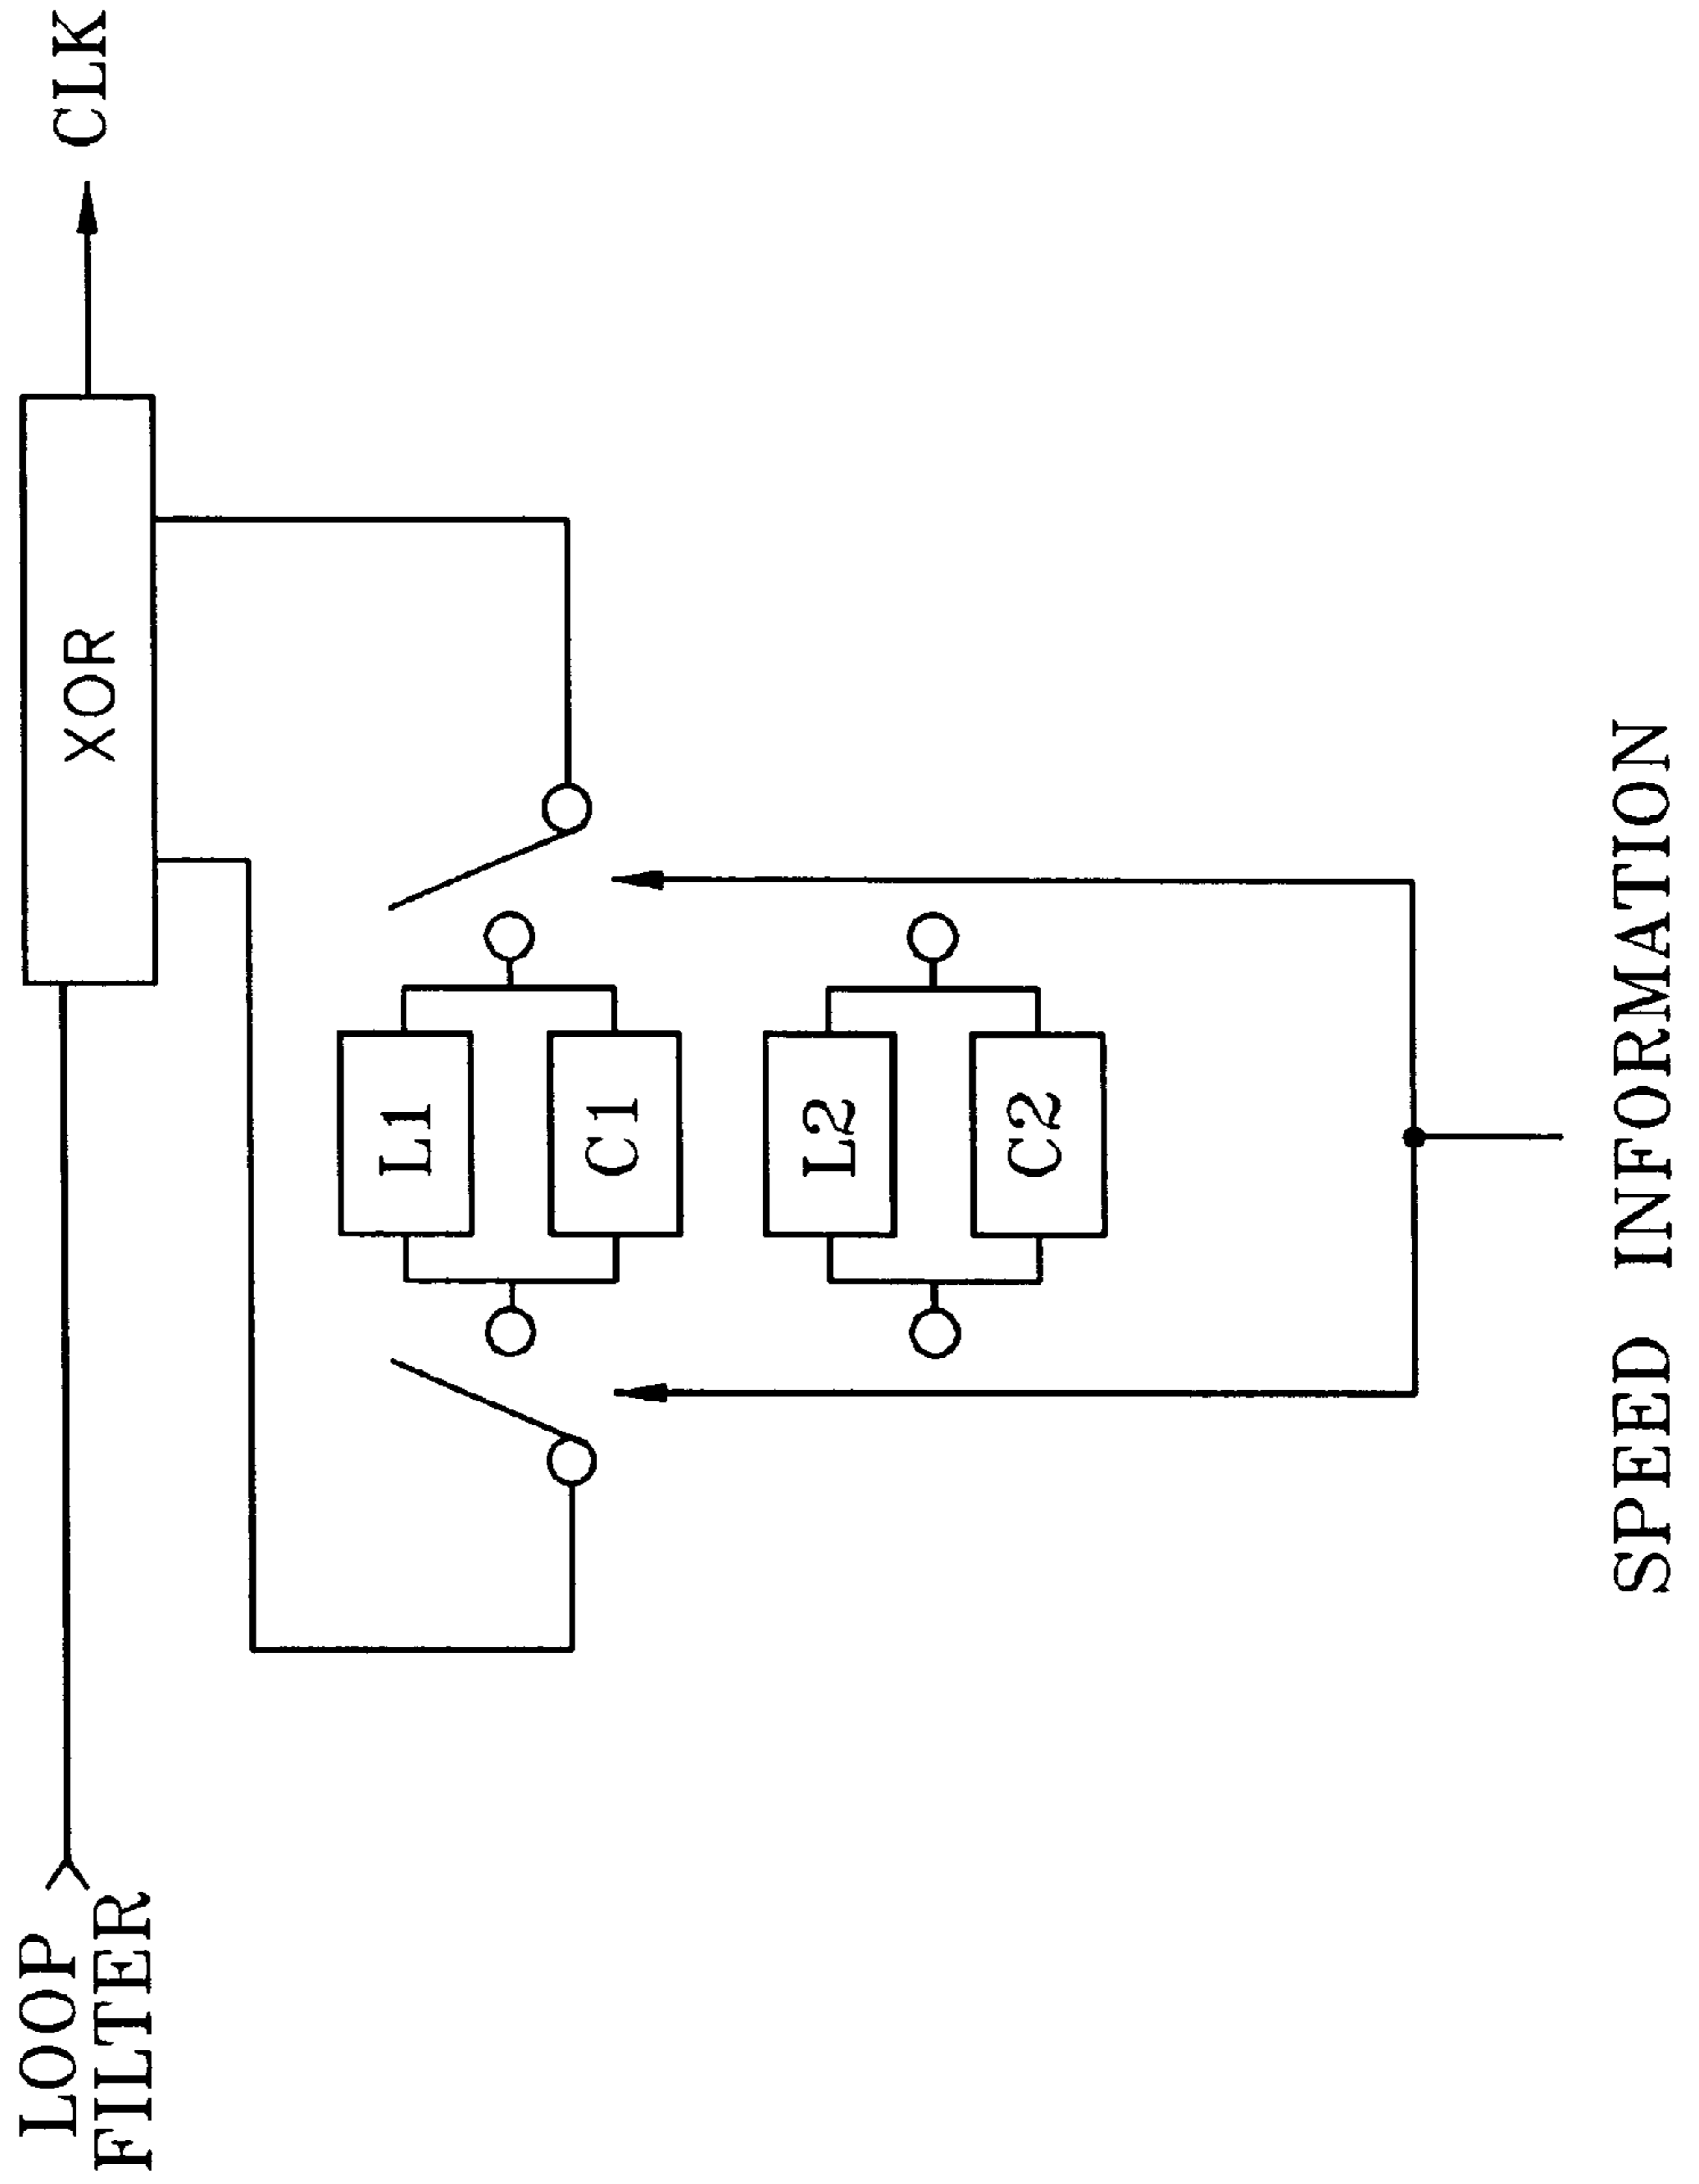 LOOP
FILTER
XOR
CLK
L1
C1
L2
C2
SPEED INFORMATION